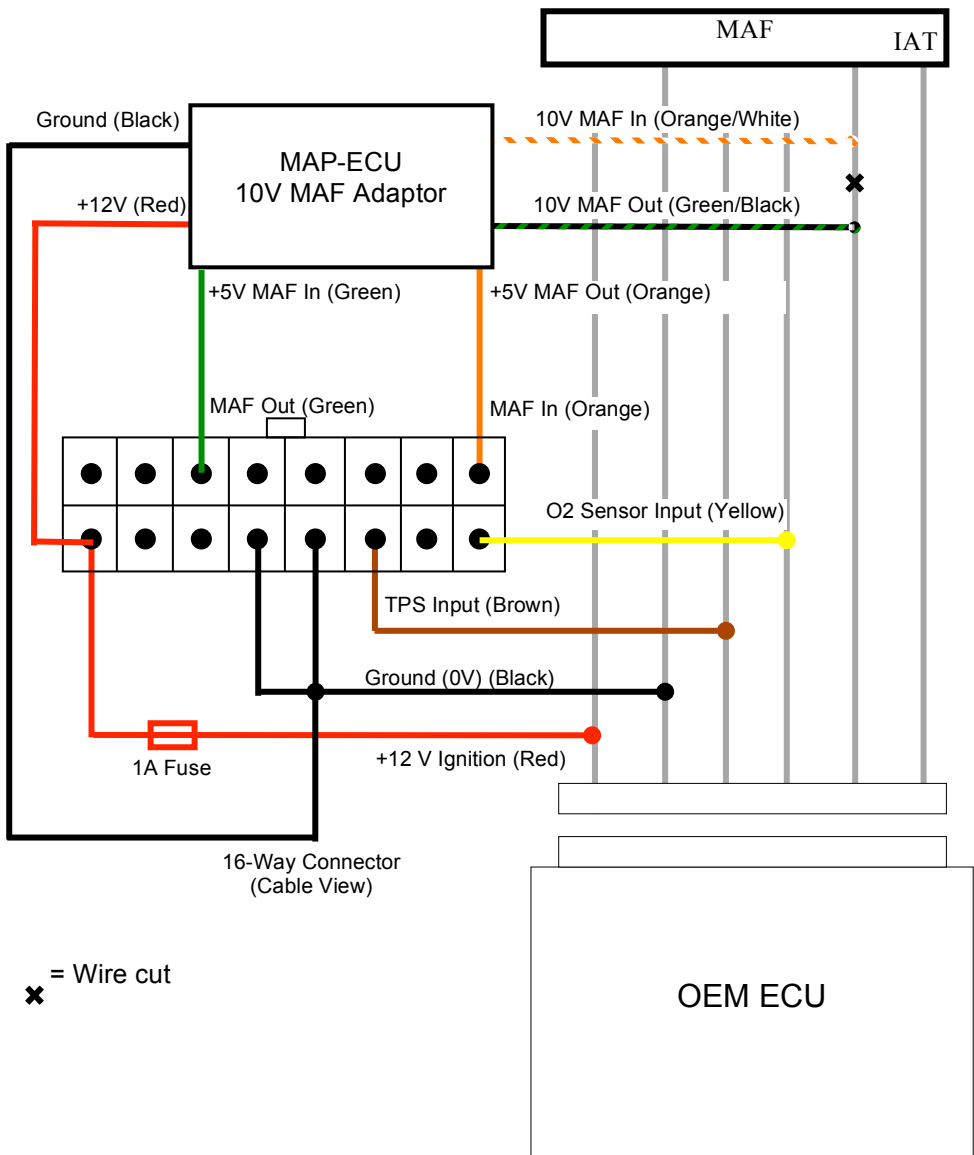 MAF
IAT
Ground (Black)
10V MAF In (Orange/White)
MAP-ECU
10V MAF Adaptor
+12V (Red)
10V MAF Out (Green/Black)
+5V MAF In (Green)
+5V MAF Out (Orange)
MAF Out (Green)
MAF In (Orange)
O2 Sensor Input (Yellow)
TPS Input (Brown)
Ground (0V) (Black)
+12 V Ignition (Red)
1A Fuse
16-Way Connector
(Cable View)
= Wire cut
OEM ECU